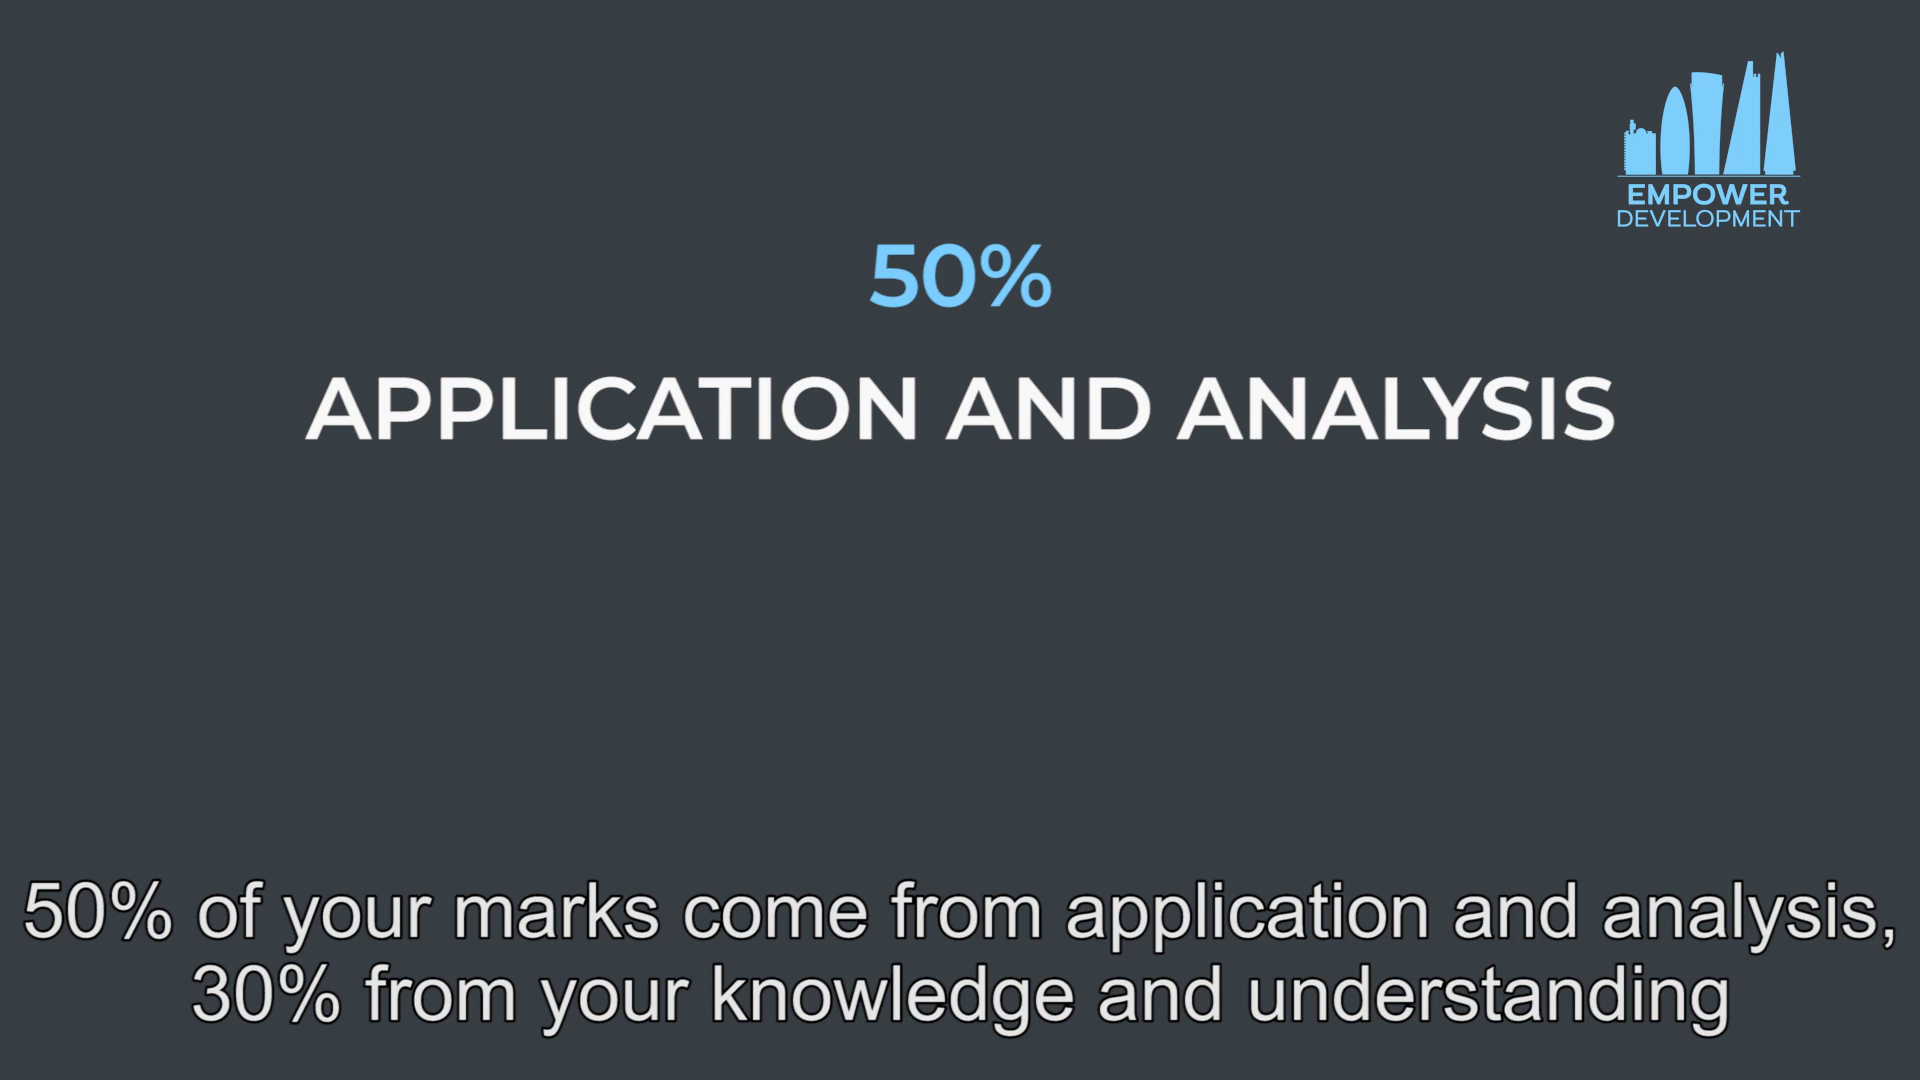 EMPOWER
DEVELOPMENT
50%
APPLICATION AND ANALYSIS
50% of your marks come from application and analysis,
30% from your knowledge and understanding